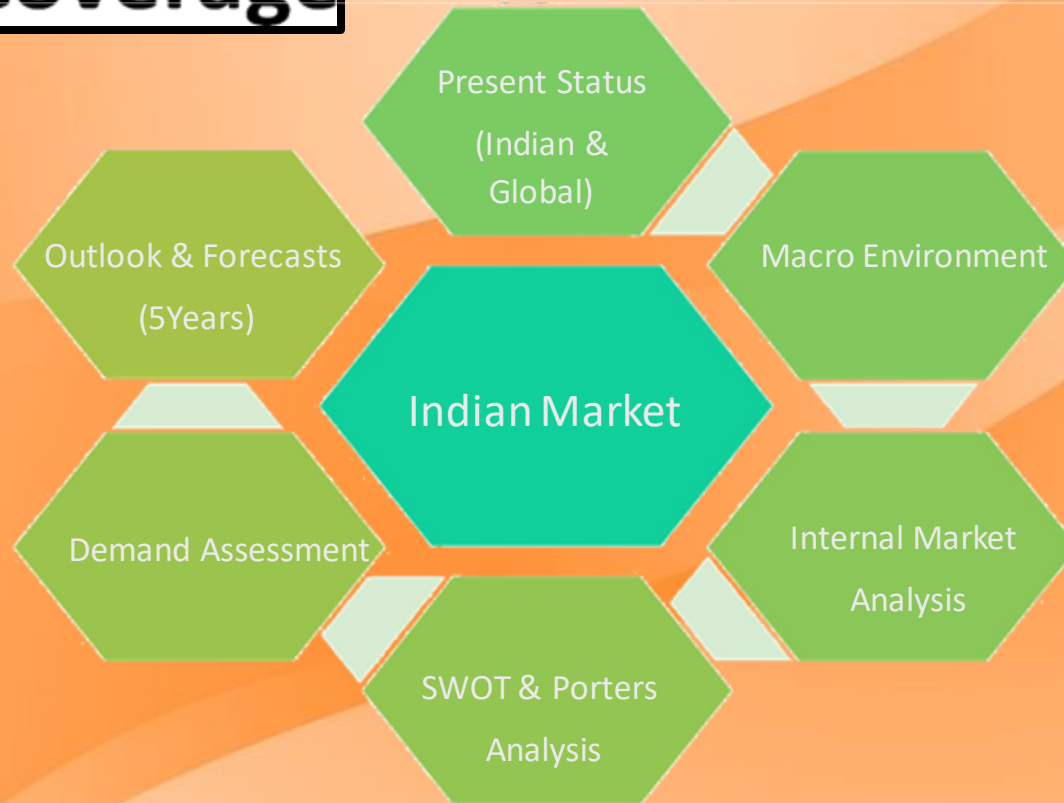 Coverage
Present Status
(Indian &
Global)
Macro Environment
Internal Market
Analysis
SWOT & Porters
Analysis
Demand Assessment
Outlook & Forecasts
(5Years)
Indian Market